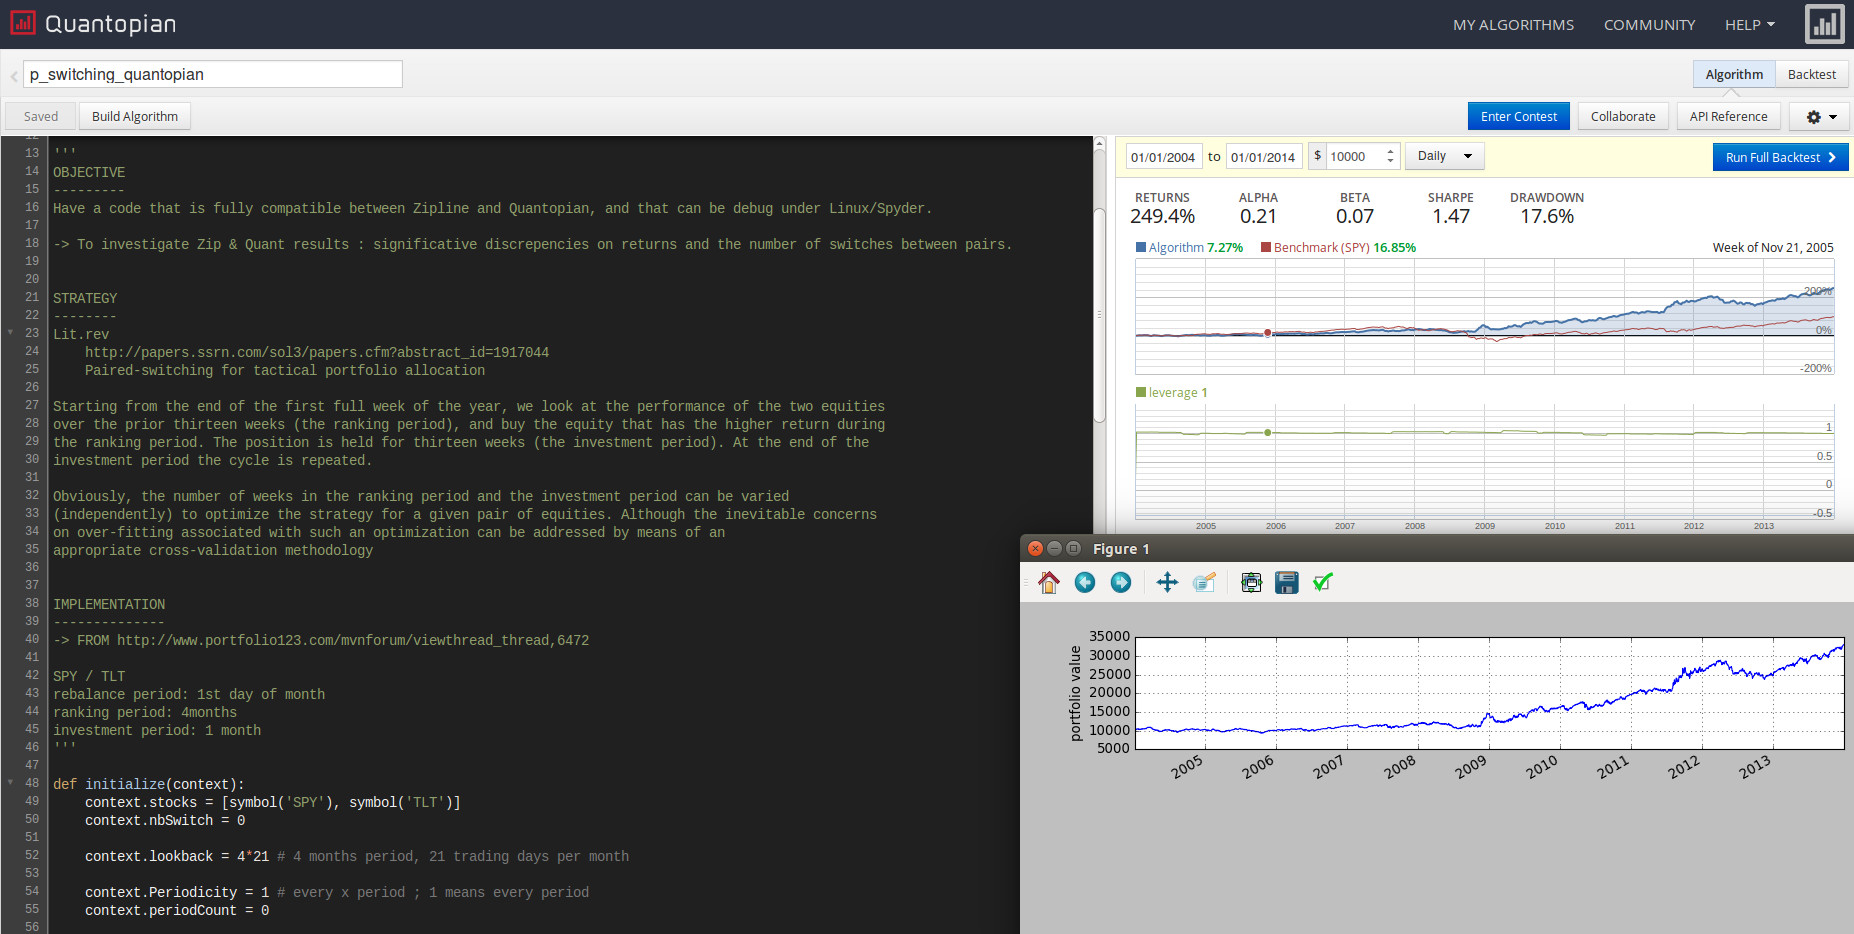 Quantopian
MY ALGORITHMS COMMUNITY HELP
p_switching_quantopian
Algorithm Backtest
Saved Build Algorithm
Enter Contest Collaborate API Reference
12
13 '''
14 OBJECTIVE
15 ---------
16 Have a code that is fully compatible between Zipline and Quantopian, and that can be debug under Linux/Spyder.
17
18 -> To investigate Zip & Quant results : significative discrepencies on returns and the number of switches between pairs.
19
20
21 STRATEGY
22 --------
23 Lit.rev
24 http://papers.ssrn.com/sol3/papers.cfm?abstract_id=1917044
25 Paired-switching for tactical portfolio allocation
26
27 Starting from the end of the first full week of the year, we look at the performance of the two equities
28 over the prior thirteen weeks (the ranking period), and buy the equity that has the higher return during
29 the ranking period. The position is held for thirteen weeks (the investment period). At the end of the
30 investment period the cycle is repeated.
31
32 Obviously, the number of weeks in the ranking period and the investment period can be varied
33 (independently) to optimize the strategy for a given pair of equities. Although the inevitable concerns
34 on over-fitting associated with such an optimization can be addressed by means of an
35 appropriate cross-validation methodology
36
37
38 IMPLEMENTATION
39 --------------
40 -> FROM http://www.portfolio123.com/mvnforum/viewthread_thread,6472
41
42 SPY / TLT
43 rebalance period: 1st day of month
44 ranking period: 4months
45 investment period: 1 month
46 '''
47
48 def initialize(context):
49 context.stocks = [symbol('SPY'), symbol('TLT')]
50 context.nbSwitch = 0
51
52 context.lookback = 4*21 # 4 months period, 21 trading days per month
53
54 context.Periodicity = 1 # every x period ; 1 means every period
55 context.periodCount = 0
56
01/01/2004 to 01/01/2014 $ 10000 Daily Run Full Backtest
RETURNS ALPHA BETA SHARPE DRAWDOWN
249.4% 0.21 0.07 1.47 17.6%
Algorithm 7.27% Benchmark (SPY) 16.85% Week of Nov 21, 2005
200%
0%
-200%
leverage 1
1
0.5
0
-0.5
2005 2006 2007 2008 2009 2010 2011 2012 2013
Figure 1
portfolio value
35000
30000
25000
20000
15000
10000
5000
2005 2006 2007 2008 2009 2010 2011 2012 2013